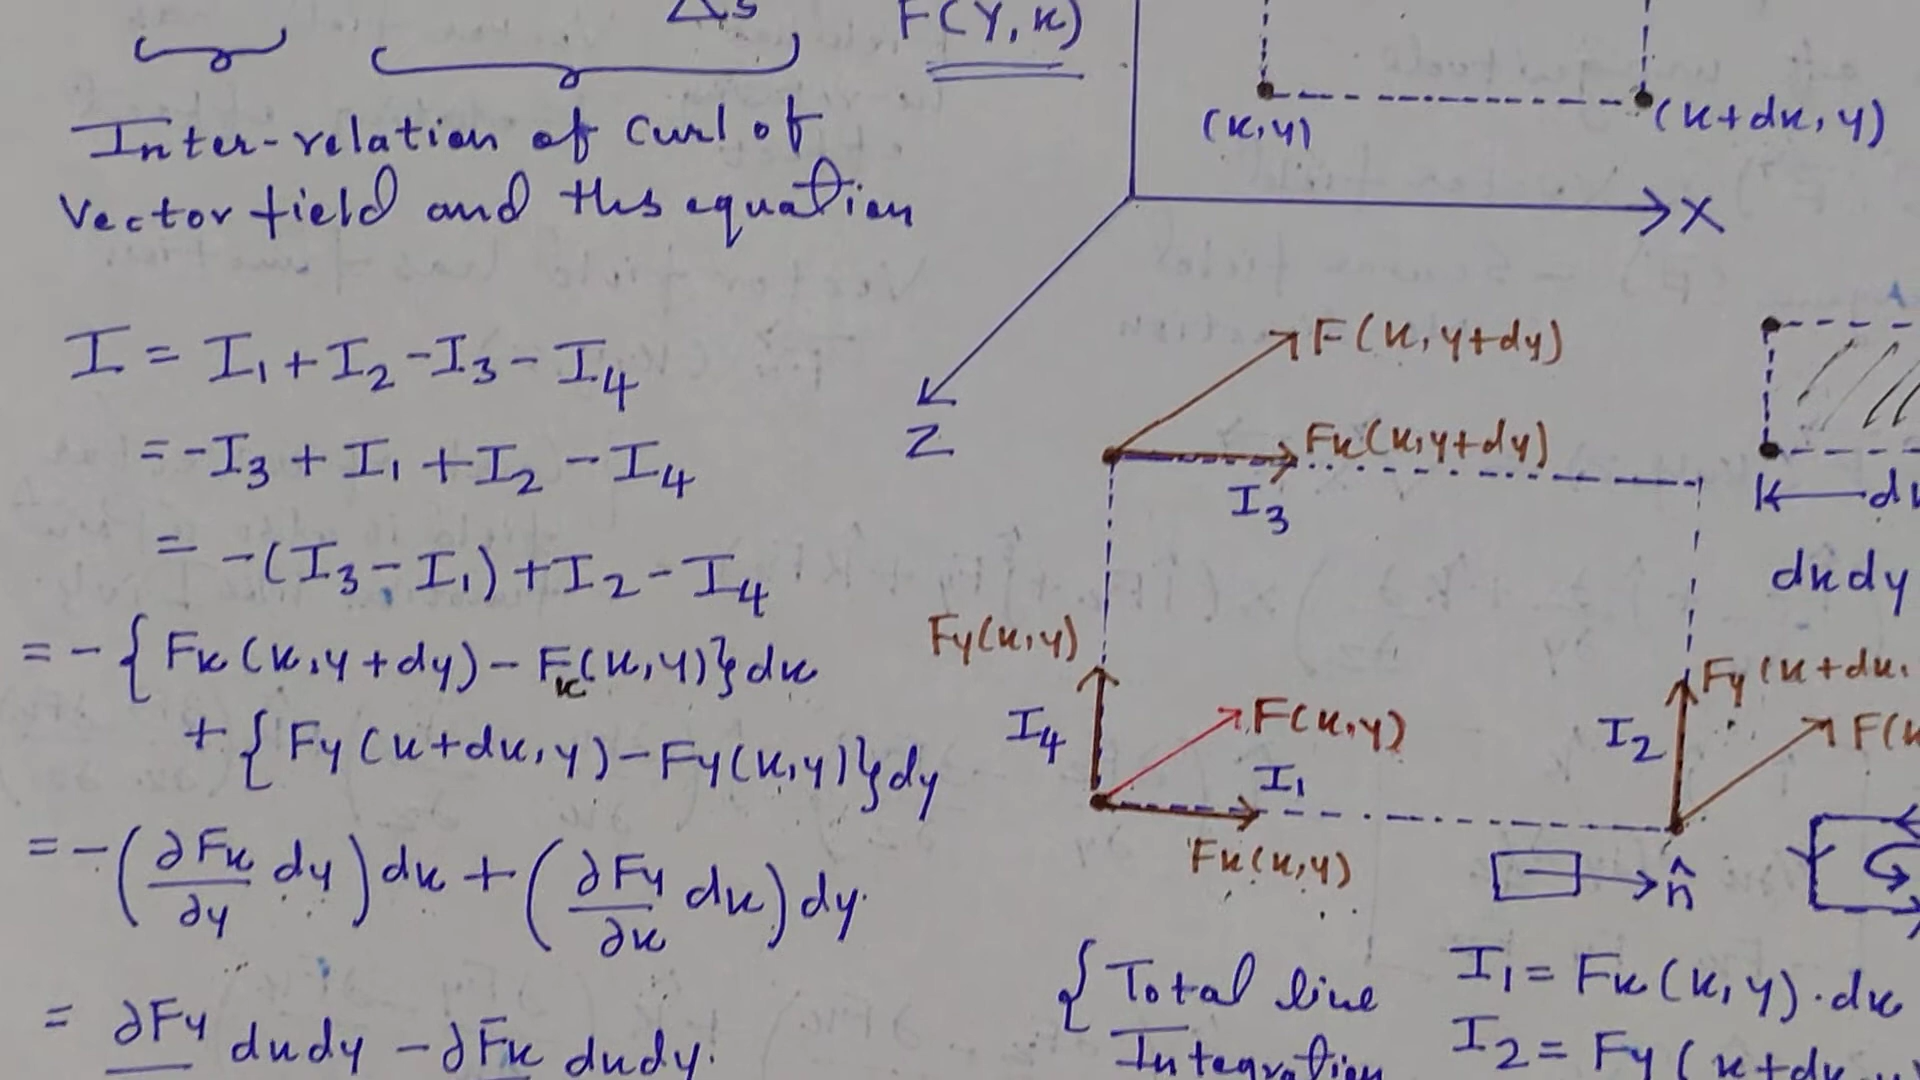 Δs
F(Y, x)
(x, y)
(x+dx, y)
Inter-relation of Curl of
Vector field and this equation
X
Z
I = I₁ + I₂ - I₃ - I₄
= -I₃ + I₁ + I₂ - I₄
= -(I₃ - I₁) + I₂ - I₄
= -{Fx(x, y+dy) - Fx(x, y)}dx
+ {Fy(x+dx, y) - Fy(x, y)}dy
= -(∂Fx/∂y dy)dx + (∂Fy/∂x dx)dy
= ∂Fy dxdy - ∂Fx dxdy
F(x, y+dy)
Fx(x, y+dy)
I₃
dxdy
Fy(x, y)
Fy(x+dx,
I₄
F(x, y)
I₂
I₁
Fx(x, y)
n̂
{Total line
Integration
I₁ = Fx(x, y).dx
I₂ = Fy(x+dx